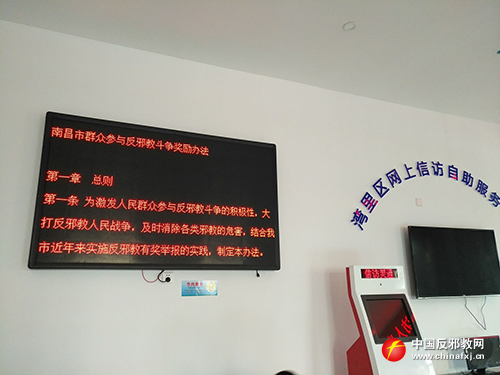 南昌市群众参与反邪教斗争奖励办法
第一章 总则
第一条 为激发人民群众参与反邪教斗争的积极性，大
打反邪教人民战争，及时消除各类邪教的危害，结合我
市近年来实施反邪教有奖举报的实践，制定本办法。
湾里区网上信访自助服务
中国反邪教网
www.chinafxj.cn